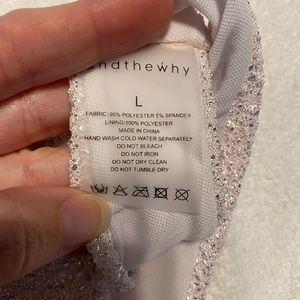 ndthewhy
L
FABRIC:95% POLYESTER 5% SPANDEX
LINING:100% POLYESTER
MADE IN CHINA
HAND WASH COLD WATER SEPARATELY
DO NOT BLEACH
DO NOT IRON
DO NOT DRY CLEAN
DO NOT TUMBLE DRY